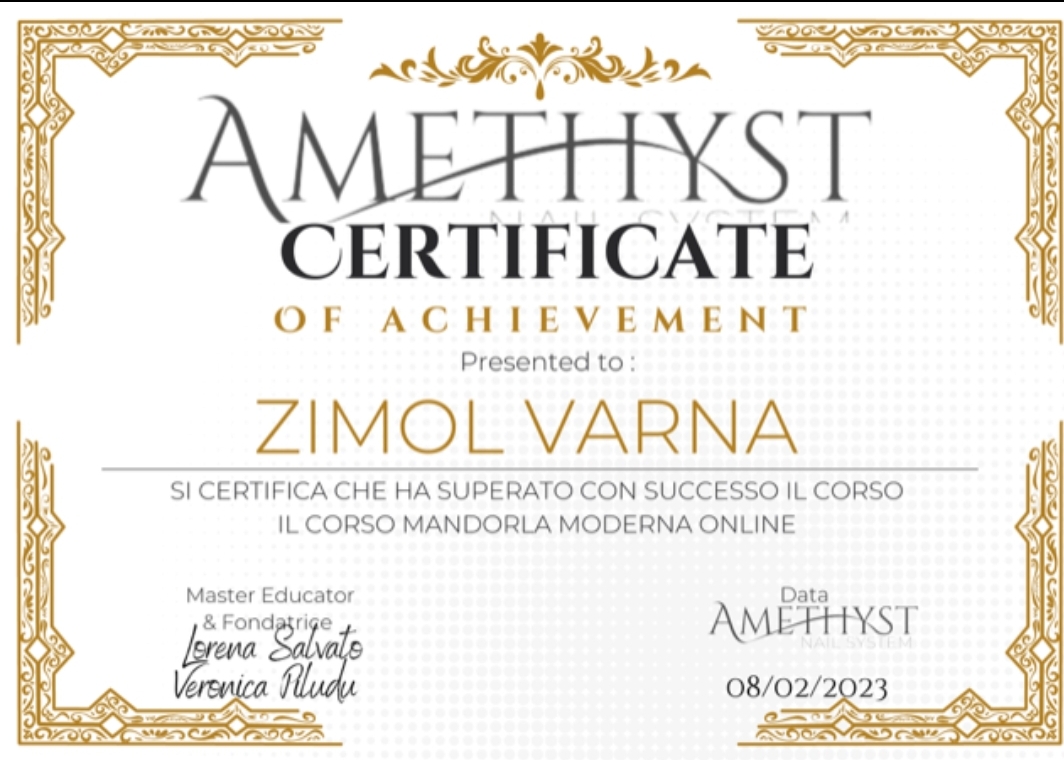 AMETHYST
NAIL SYSTEM
CERTIFICATE
OF ACHIEVEMENT
Presented to :
ZIMOL VARNA
SI CERTIFICA CHE HA SUPERATO CON SUCCESSO IL CORSO
IL CORSO MANDORLA MODERNA ONLINE
Master Educator
& Fondatrice
Lorena Salvato
Veronica Piludu
Data
AMETHYST
NAIL SYSTEM
08/02/2023